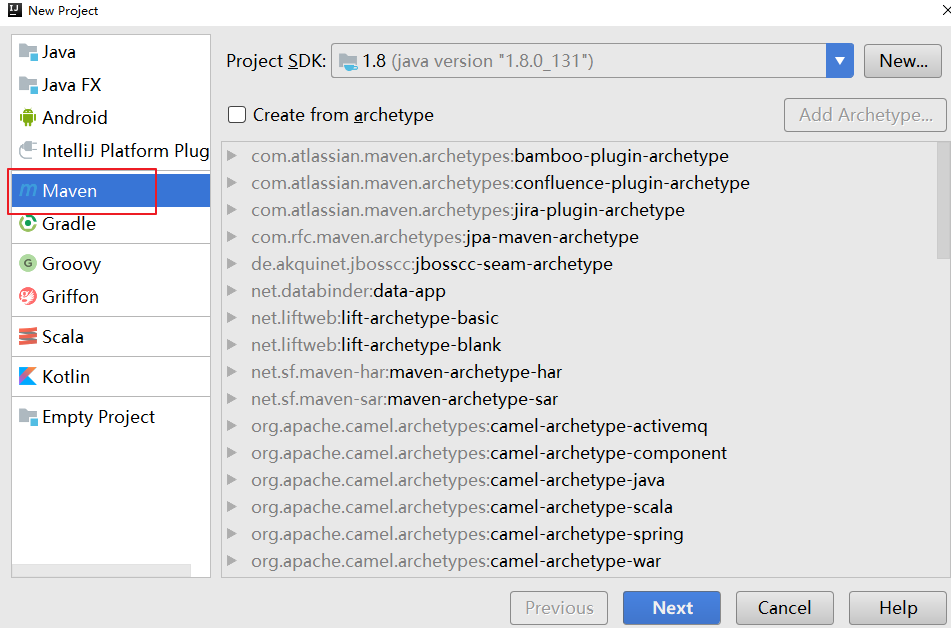 New Project
Java
Java FX
Android
IntelliJ Platform Plug
Maven
Gradle
Groovy
Griffon
Scala
Kotlin
Empty Project
Project SDK: 1.8 (java version "1.8.0_131") New...
Create from archetype Add Archetype...
com.atlassian.maven.archetypes:bamboo-plugin-archetype
com.atlassian.maven.archetypes:confluence-plugin-archetype
com.atlassian.maven.archetypes:jira-plugin-archetype
com.rfc.maven.archetypes:jpa-maven-archetype
de.akquinet.jbosscc:jbosscc-seam-archetype
net.databinder:data-app
net.liftweb:lift-archetype-basic
net.liftweb:lift-archetype-blank
net.sf.maven-har:maven-archetype-har
net.sf.maven-sar:maven-archetype-sar
org.apache.camel.archetypes:camel-archetype-activemq
org.apache.camel.archetypes:camel-archetype-component
org.apache.camel.archetypes:camel-archetype-java
org.apache.camel.archetypes:camel-archetype-scala
org.apache.camel.archetypes:camel-archetype-spring
org.apache.camel.archetypes:camel-archetype-war
Previous Next Cancel Help